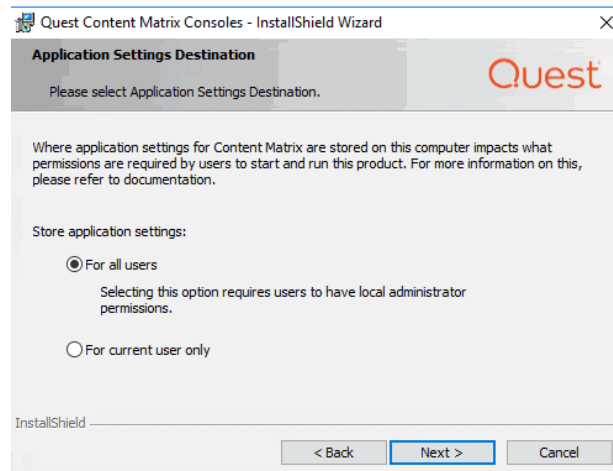 Quest Content Matrix Consoles - InstallShield Wizard
Application Settings Destination
Please select Application Settings Destination.
Quest
Where application settings for Content Matrix are stored on this computer impacts what
permissions are required by users to start and run this product. For more information on this,
please refer to documentation.
Store application settings:
For all users
Selecting this option requires users to have local administrator
permissions.
For current user only
InstallShield
< Back
Next >
Cancel